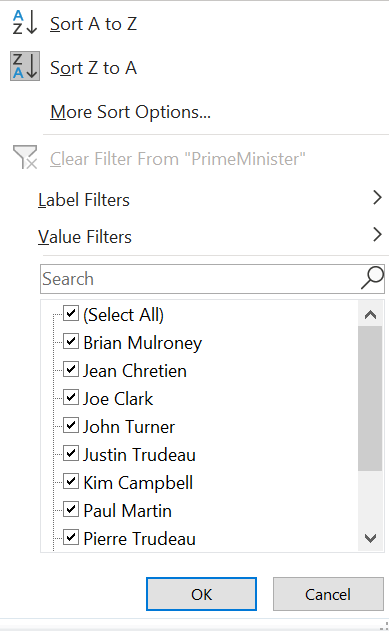 Sort A to Z
Sort Z to A
More Sort Options...
Clear Filter From "PrimeMinister"
Label Filters
Value Filters
Search
(Select All)
Brian Mulroney
Jean Chretien
Joe Clark
John Turner
Justin Trudeau
Kim Campbell
Paul Martin
Pierre Trudeau
OK
Cancel